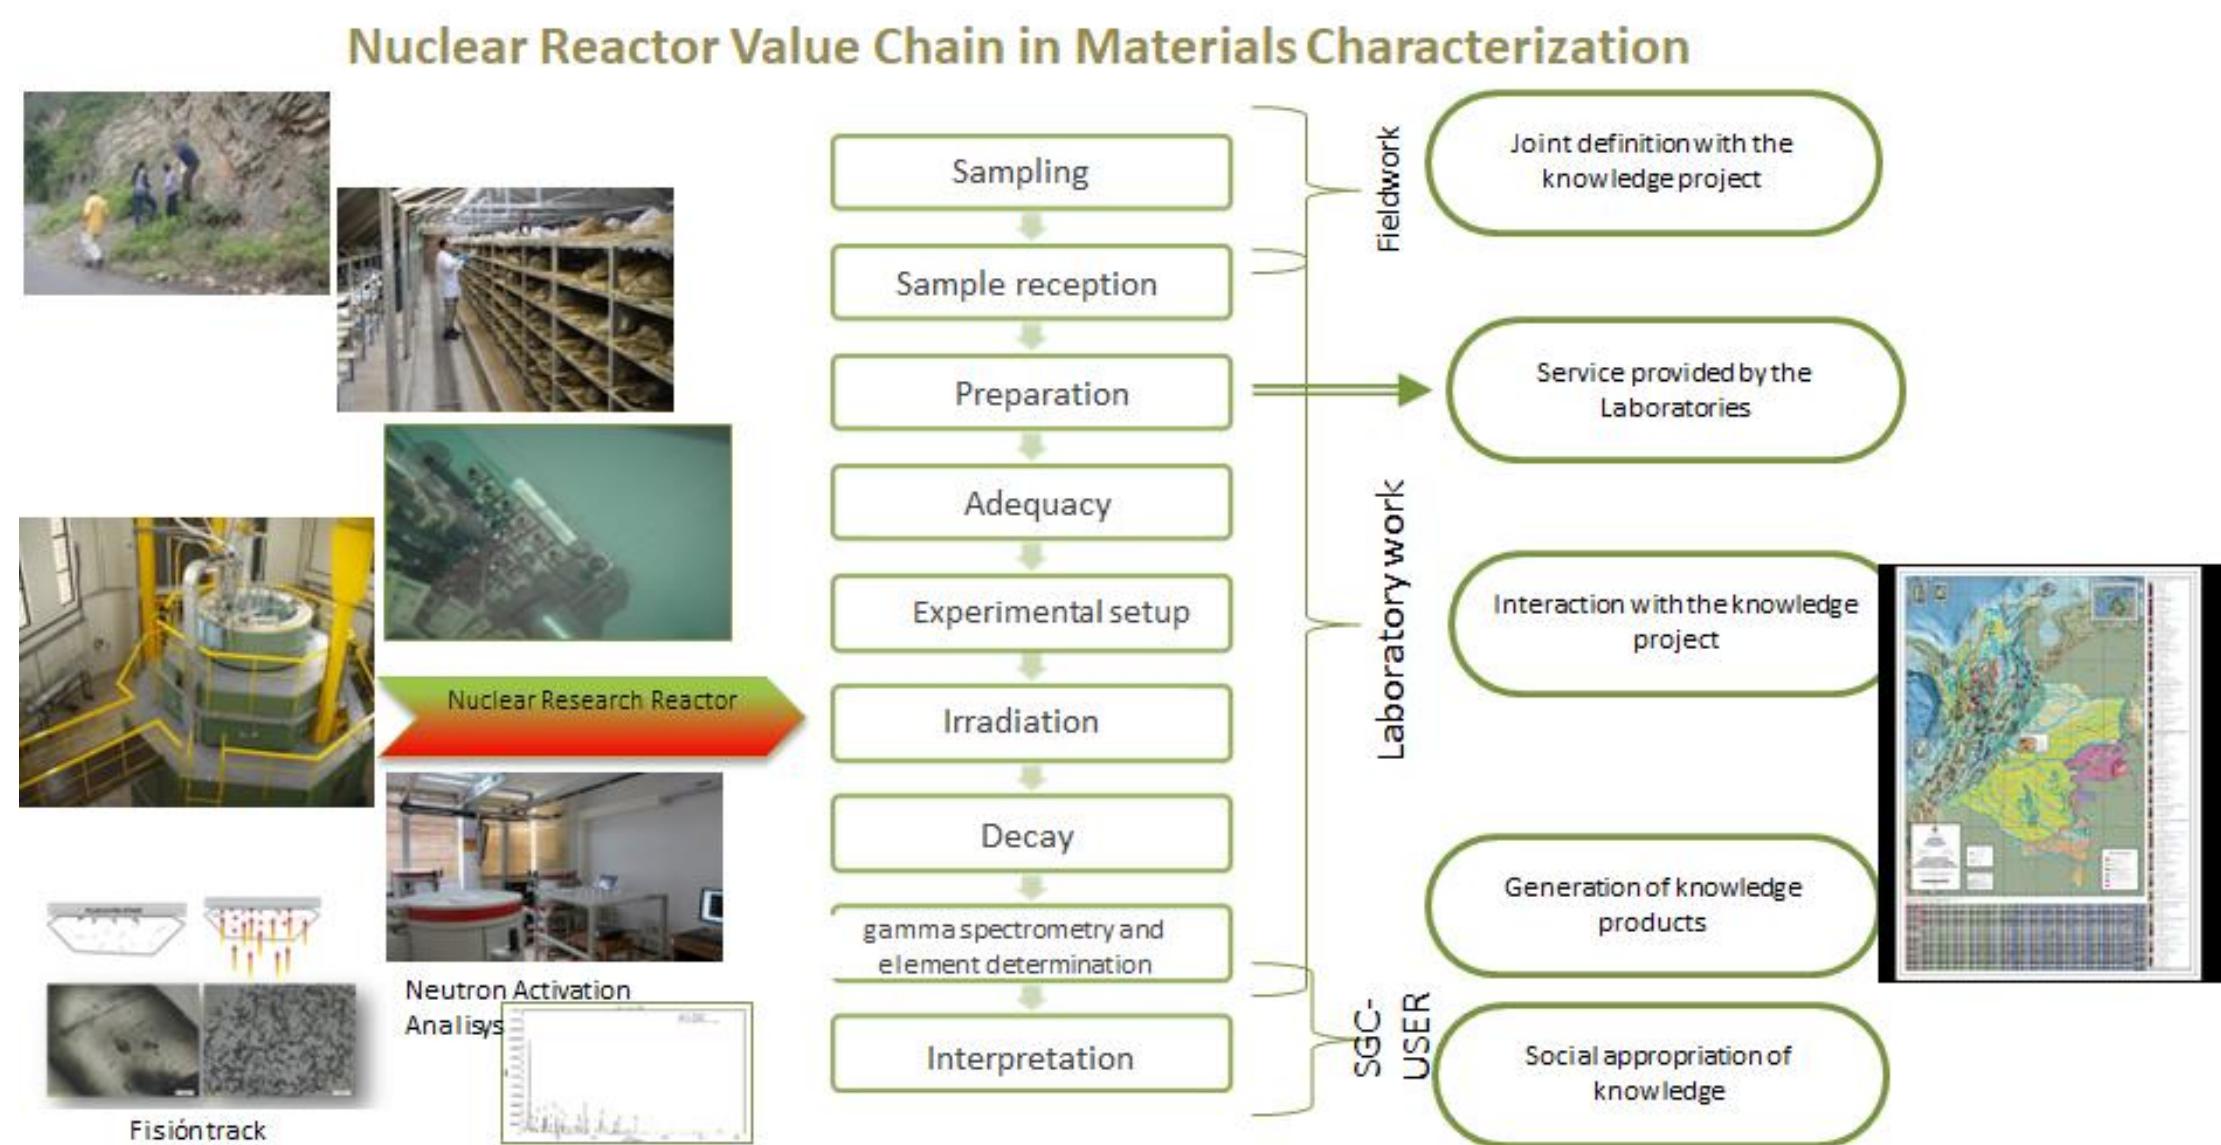 Nuclear Reactor Value Chain in Materials Characterization
Sampling
Sample reception
Preparation
Adequacy
Experimental setup
Irradiation
Decay
gamma spectrometry and
element determination
Interpretation
Fieldwork
Laboratory work
SGC-
USER
Joint definition with the
knowledge project
Service provided by the
Laboratories
Interaction with the knowledge
project
Generation of knowledge
products
Social appropriation of
knowledge
Nuclear Research Reactor
Neutron Activation
Analisys
Fisión track